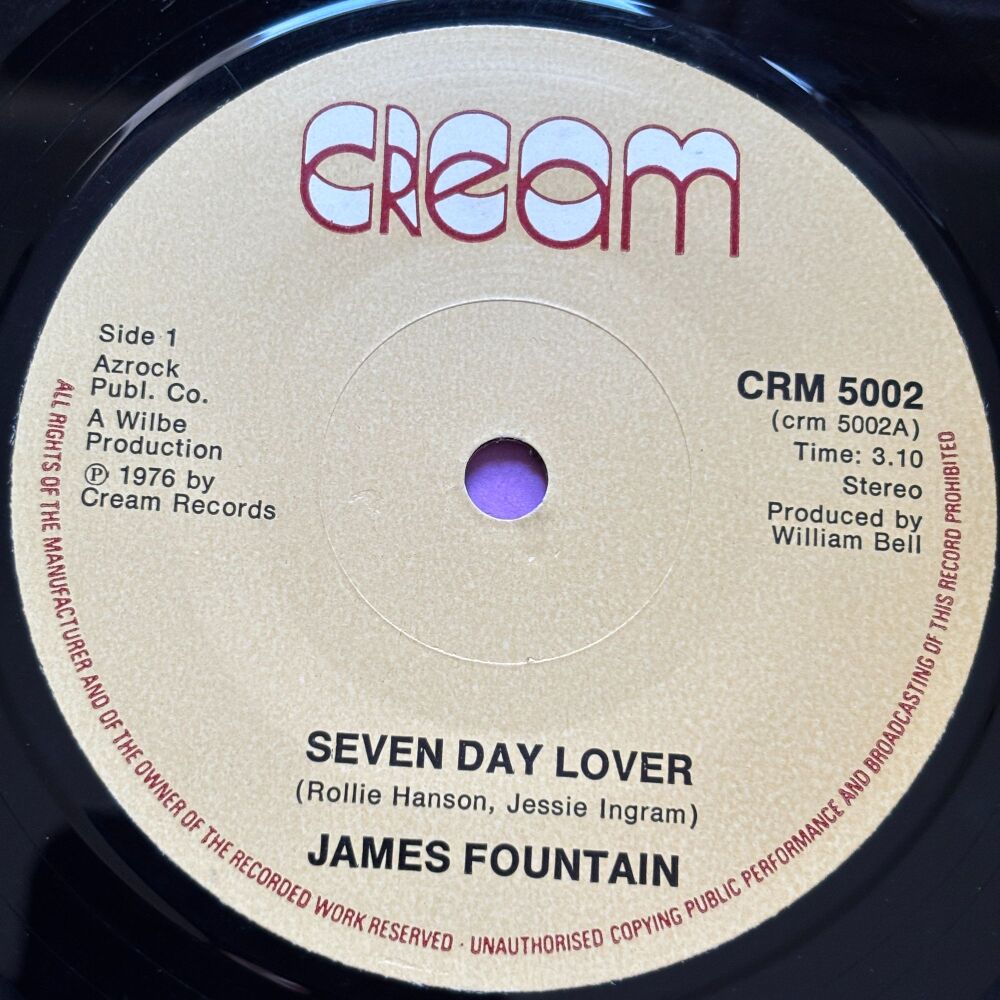 CREAM
Side 1
Azrock
Publ. Co.
A Wilbe
Production
℗ 1976 by
Cream Records
CRM 5002
(crm 5002A)
Time: 3.10
Stereo
Produced by
William Bell
SEVEN DAY LOVER
(Rollie Hanson, Jessie Ingram)
JAMES FOUNTAIN
ALL RIGHTS OF THE MANUFACTURER AND OF THE OWNER OF THE RECORDED WORK RESERVED · UNAUTHORISED COPYING PUBLIC PERFORMANCE AND BROADCASTING OF THIS RECORD PROHIBITED